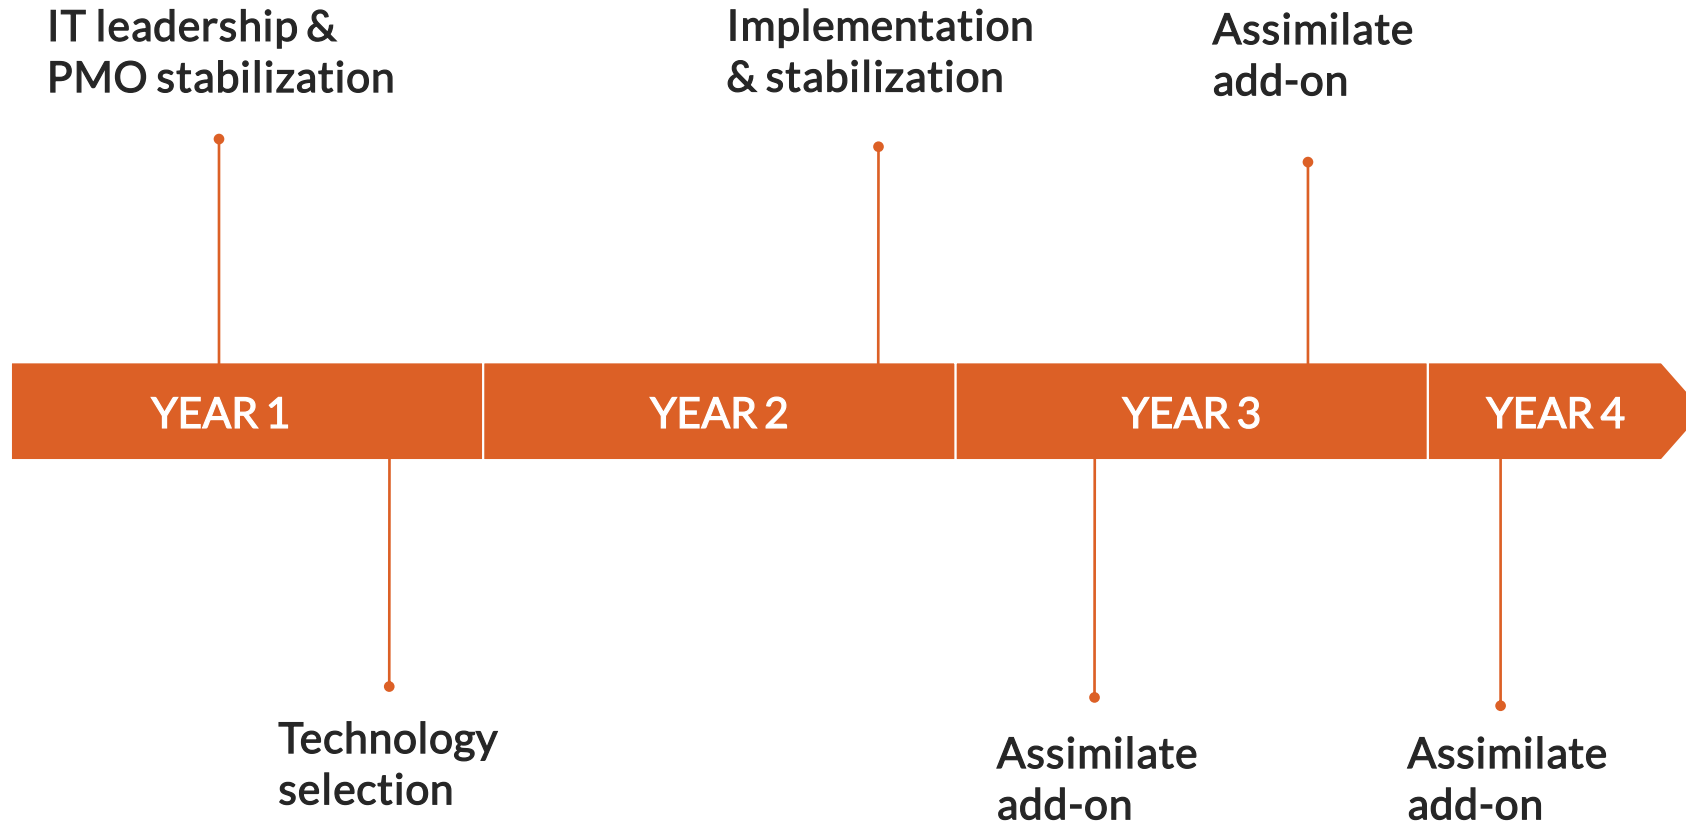 IT leadership &
PMO stabilization
Implementation
& stabilization
Assimilate
add-on
YEAR 1
YEAR 2
YEAR 3
YEAR 4
Technology
selection
Assimilate
add-on
Assimilate
add-on